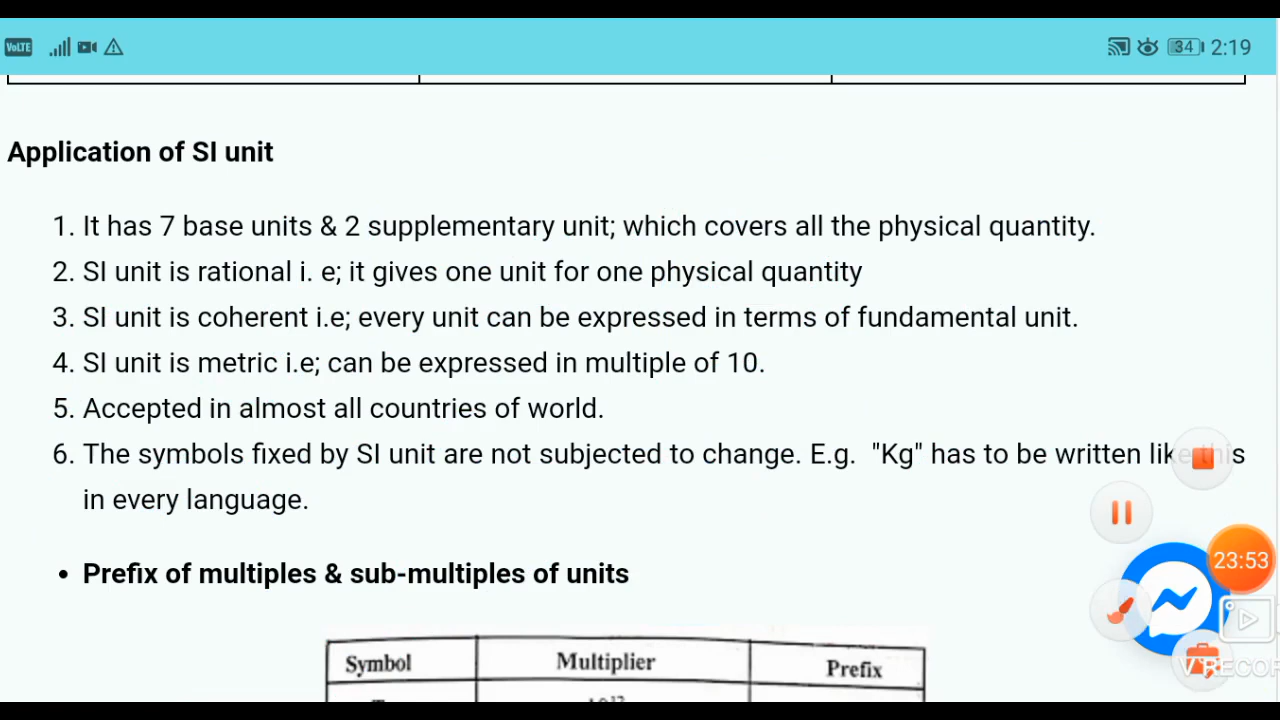 VoLTE 34 2:19
Application of SI unit
1. It has 7 base units & 2 supplementary unit; which covers all the physical quantity.
2. SI unit is rational i. e; it gives one unit for one physical quantity
3. SI unit is coherent i.e; every unit can be expressed in terms of fundamental unit.
4. SI unit is metric i.e; can be expressed in multiple of 10.
5. Accepted in almost all countries of world.
6. The symbols fixed by SI unit are not subjected to change. E.g. "Kg" has to be written like this
in every language.
• Prefix of multiples & sub-multiples of units
23:53
Symbol Multiplier Prefix